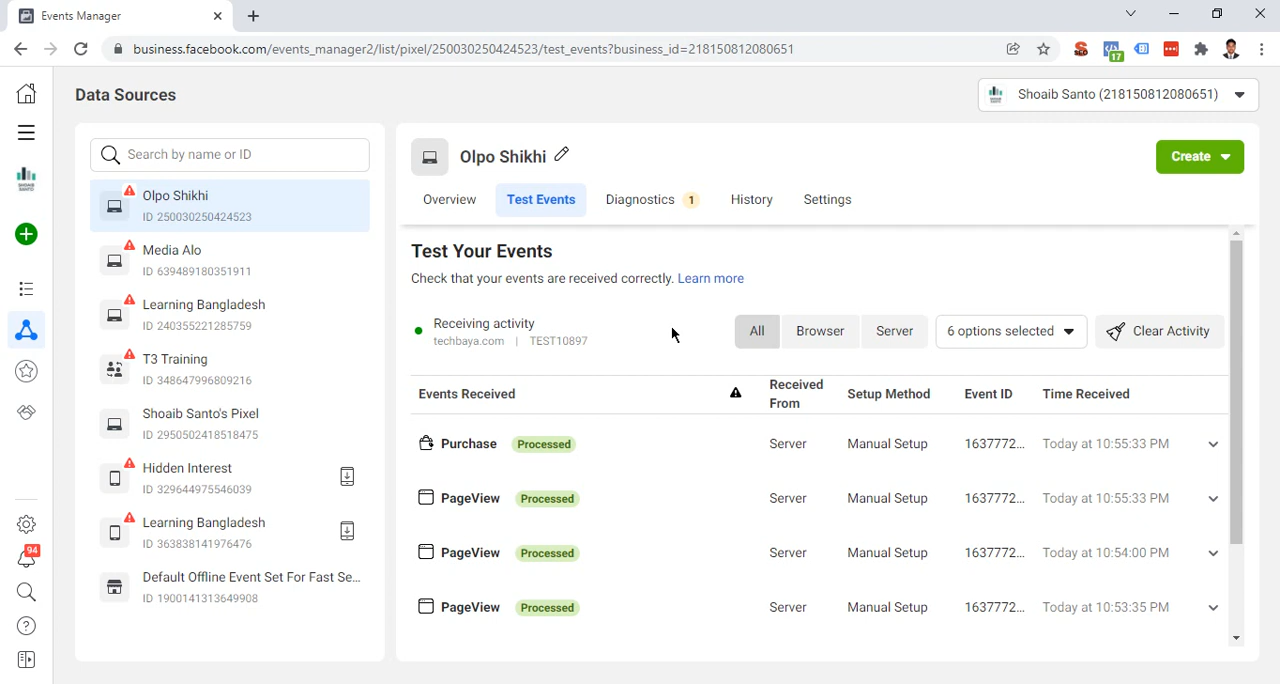 Events Manager
business.facebook.com/events_manager2/list/pixel/250030250424523/test_events?business_id=218150812080651
17
Data Sources
Shoaib Santo (218150812080651)
SHOAIB
SANTO
94
Search by name or ID
Olpo Shikhi
ID 250030250424523
Media Alo
ID 639489180351911
Learning Bangladesh
ID 240355221285759
T3 Training
ID 348647996809216
Shoaib Santo's Pixel
ID 2950502418518475
Hidden Interest
ID 329644975546039
Learning Bangladesh
ID 363838141976476
Default Offline Event Set For Fast Se...
ID 1900141313649908
Olpo Shikhi
Create
Overview Test Events Diagnostics 1 History Settings
Test Your Events
Check that your events are received correctly. Learn more
Receiving activity
techbaya.com | TEST10897
All Browser Server 6 options selected Clear Activity
Events Received Received From Setup Method Event ID Time Received
Purchase Processed Server Manual Setup 1637772... Today at 10:55:33 PM
PageView Processed Server Manual Setup 1637772... Today at 10:55:33 PM
PageView Processed Server Manual Setup 1637772... Today at 10:54:00 PM
PageView Processed Server Manual Setup 1637772... Today at 10:53:35 PM